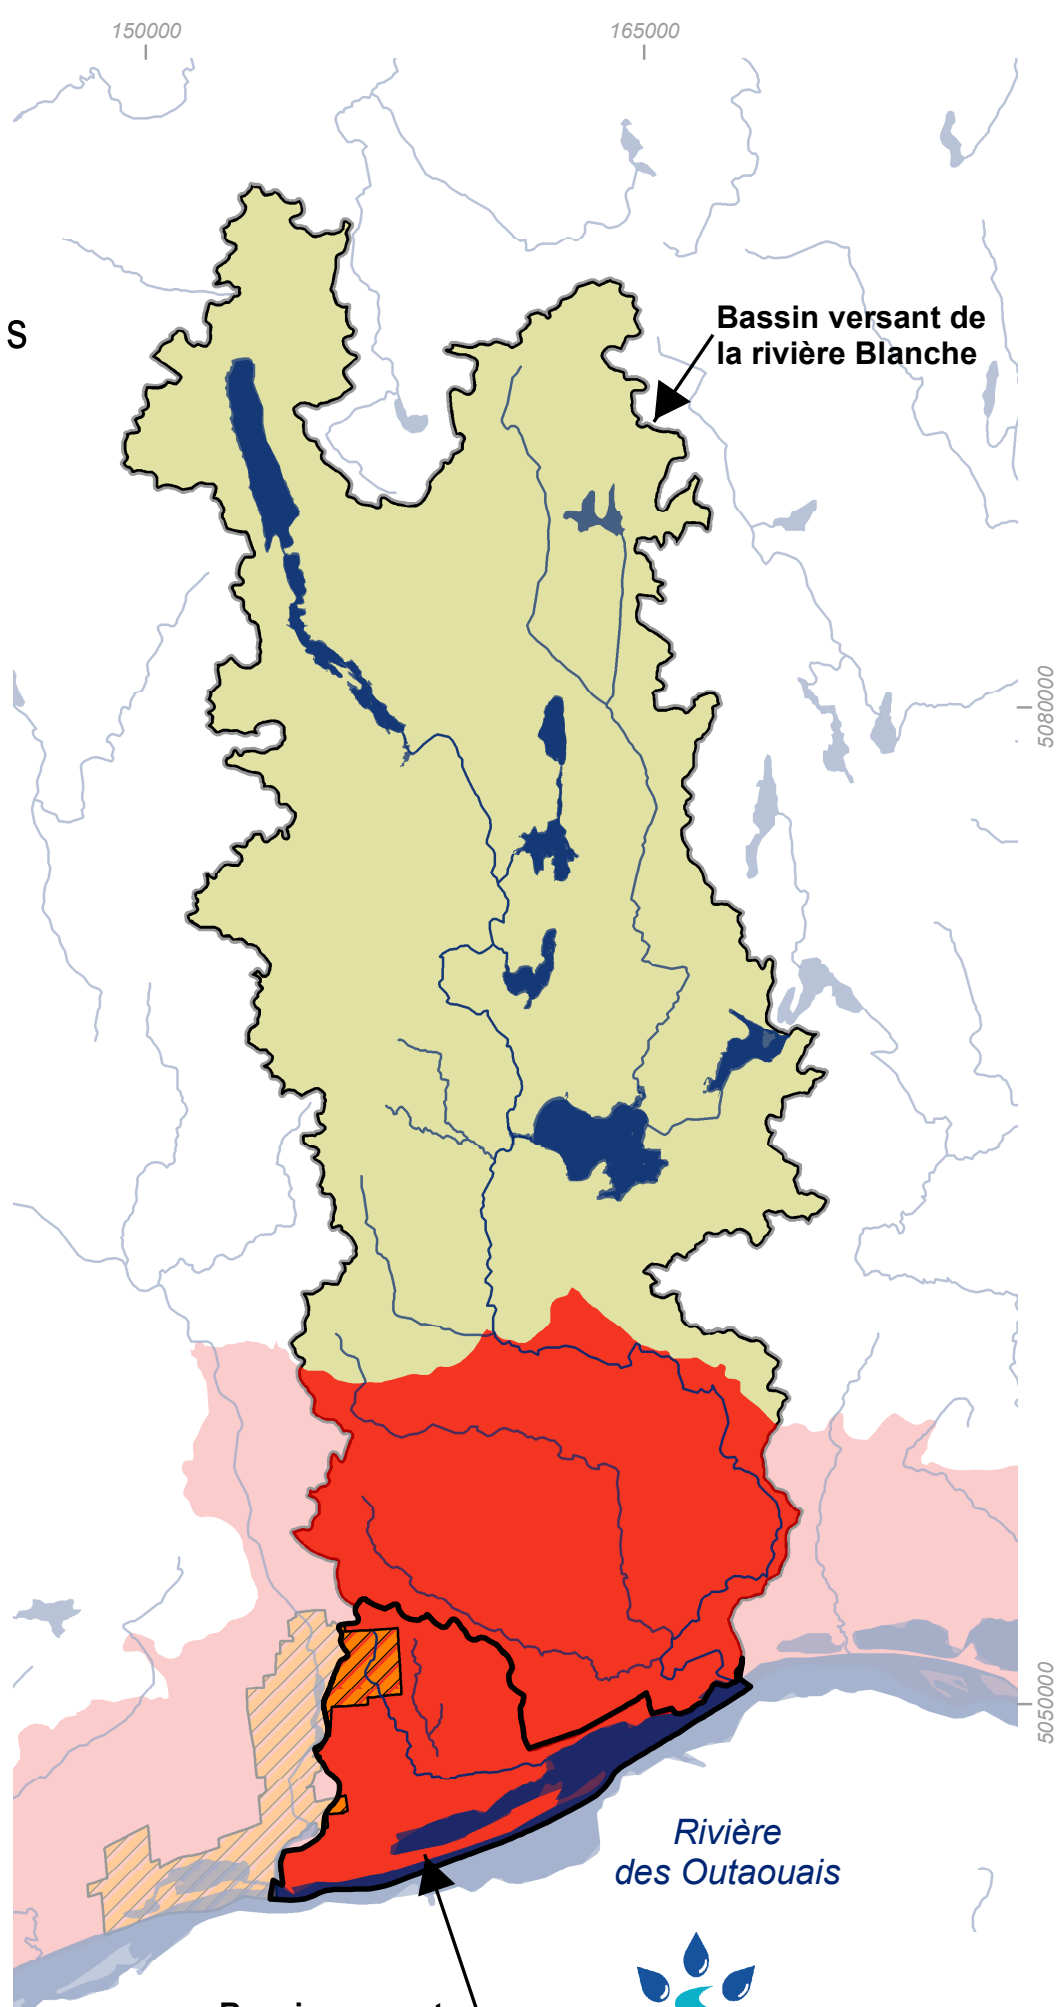 150000
165000
S
Bassin versant de
la rivière Blanche
5080000
5050000
Rivière
des Outaouais